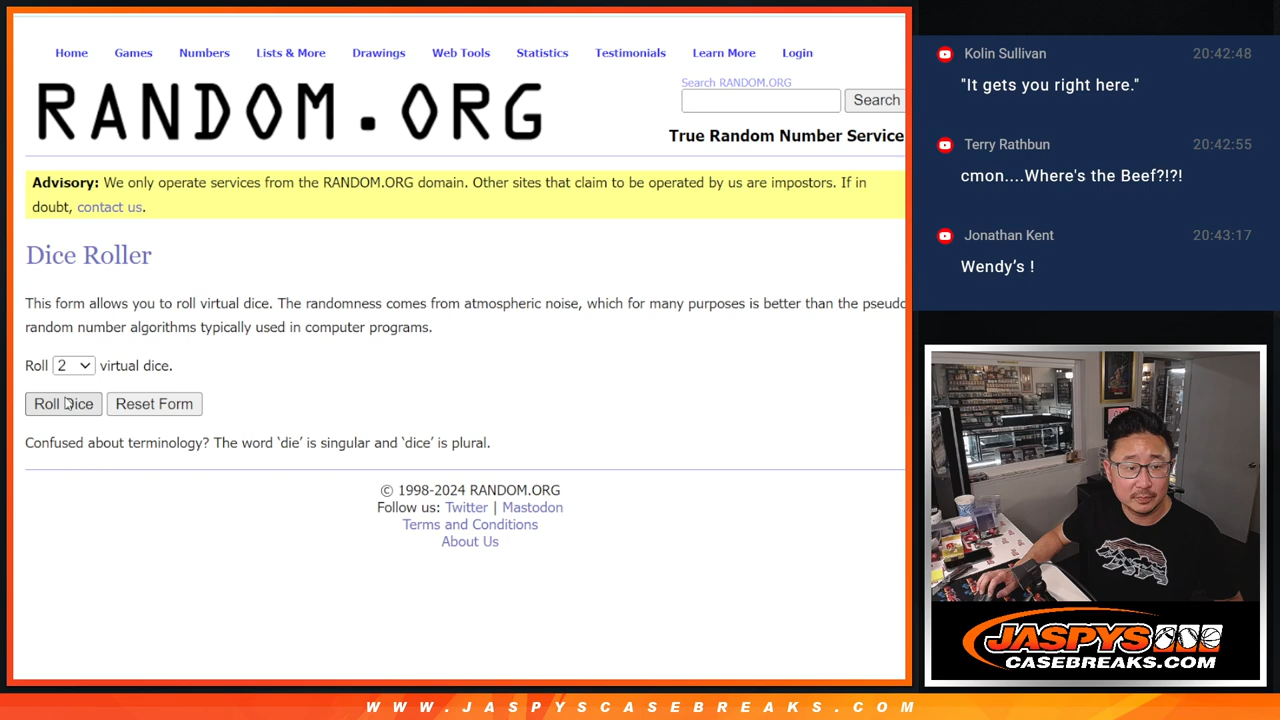 Home Games Numbers Lists & More Drawings Web Tools Statistics Testimonials Learn More Login
RANDOM.ORG
Search RANDOM.ORG
Search
True Random Number Service
Advisory: We only operate services from the RANDOM.ORG domain. Other sites that claim to be operated by us are impostors. If in
doubt, contact us.
Dice Roller
This form allows you to roll virtual dice. The randomness comes from atmospheric noise, which for many purposes is better than the pseudo
random number algorithms typically used in computer programs.
Roll 2 virtual dice.
Roll Dice Reset Form
Confused about terminology? The word ‘die’ is singular and ‘dice’ is plural.
© 1998-2024 RANDOM.ORG
Follow us: Twitter | Mastodon
Terms and Conditions
About Us
Kolin Sullivan 20:42:48
"It gets you right here."
Terry Rathbun 20:42:55
cmon....Where's the Beef?!?!
Jonathan Kent 20:43:17
Wendy’s !
JASPYS
CASEBREAKS.COM
WWW.JASPYSCASEBREAKS.COM